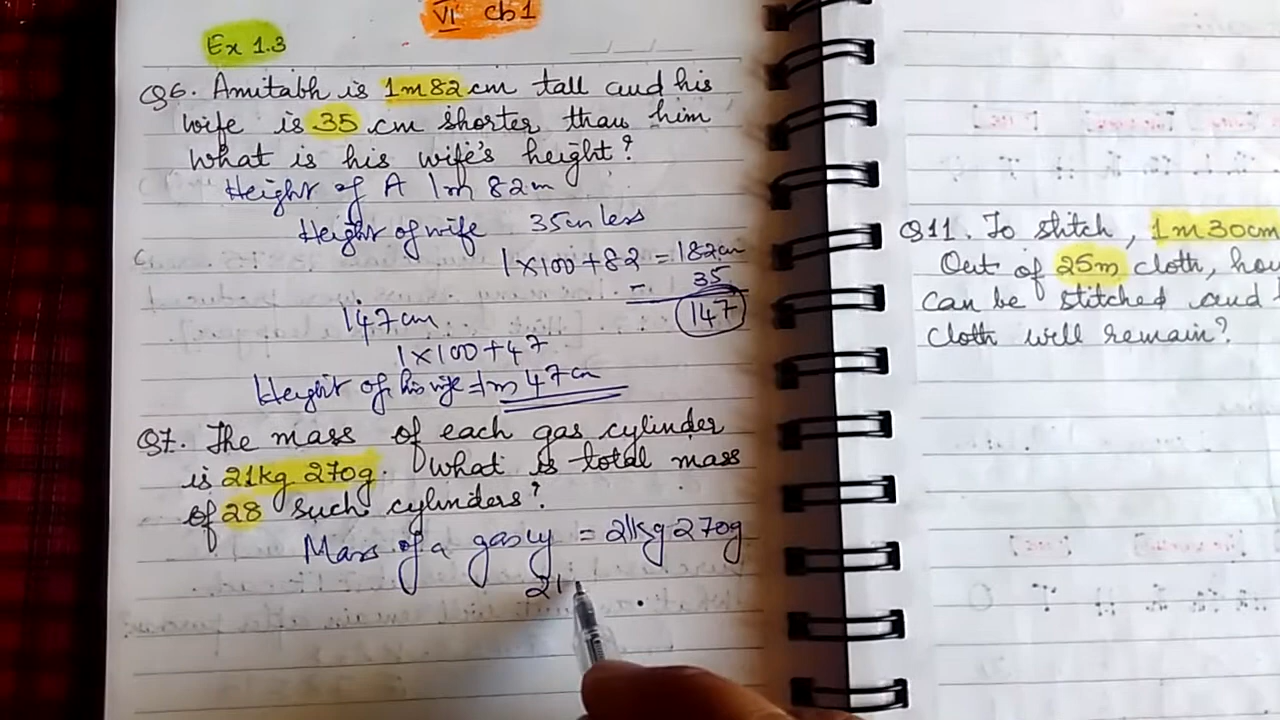 VI ch 1
Ex 1.3
Q6. Amitabh is 1m 82 cm tall and his
wife is 35 cm shorter than him
What is his wife's height?
Height of A 1m 82m
Height of wife 35cm less
1×100+82 = 182cm
- 35
147
147cm
1×100+47
Height of his wife = 1m 47cm
Q7. The mass of each gas cylinder
is 21kg 270g. What is total mass
of 28 such cylinders?
Mass of a gas cy = 21kg 270g
21
Q11. To stitch, 1m 30cm
Out of 25m cloth, how
can be stitched and
cloth will remain?